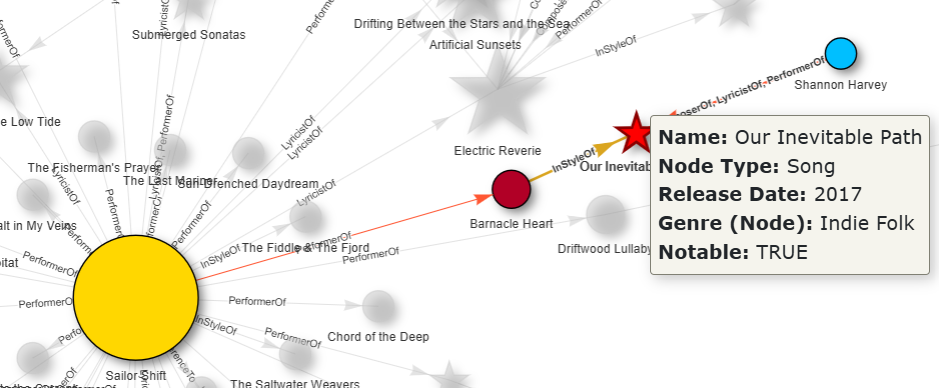 Submerged Sonatas
Drifting Between the Stars and the Sea
Artificial Sunsets
InStyleOf
PerformerOf
Shannon Harvey
oserOf,-LyricistOf,-PerformerOf
e Low Tide
LyricistOf
LyricistOf
Electric Reverie
InStyleOf
Our Inevitab
Name: Our Inevitable Path
Node Type: Song
Release Date: 2017
Genre (Node): Indie Folk
Notable: TRUE
The Fisherman's Prayer
The Last Mariner
Sun-Drenched Daydream
LyricistOf
LyricistOf
PerformerOf
PerformerOf
alt in My Veins
Barnacle Heart
InStyleOf
The Fiddle & The Fjord
PerformerOf
PerformerOf
Driftwood Lullaby
bitat
PerformerOf
PerformerO
PerformerOf
InStyleOf
PerformerOf
Chord of the Deep
Perfo
Sailor Shift
The Saltwater Weavers